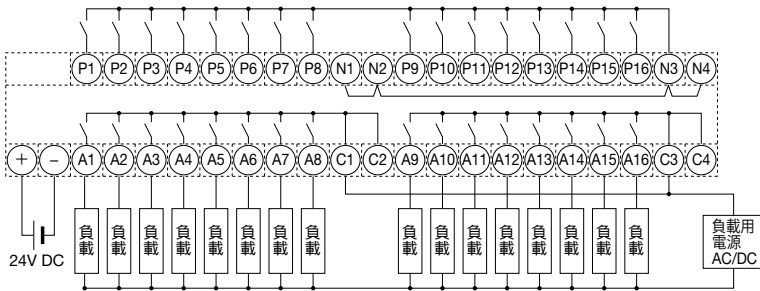 P1 P2 P3 P4 P5 P6 P7 P8 N1 N2 P9 P10 P11 P12 P13 P14 P15 P16 N3 N4
+ − A1 A2 A3 A4 A5 A6 A7 A8 C1 C2 A9 A10 A11 A12 A13 A14 A15 A16 C3 C4
24V DC
負載 負載 負載 負載 負載 負載 負載 負載 負載 負載 負載 負載 負載 負載 負載 負載
負載用
電源
AC/DC